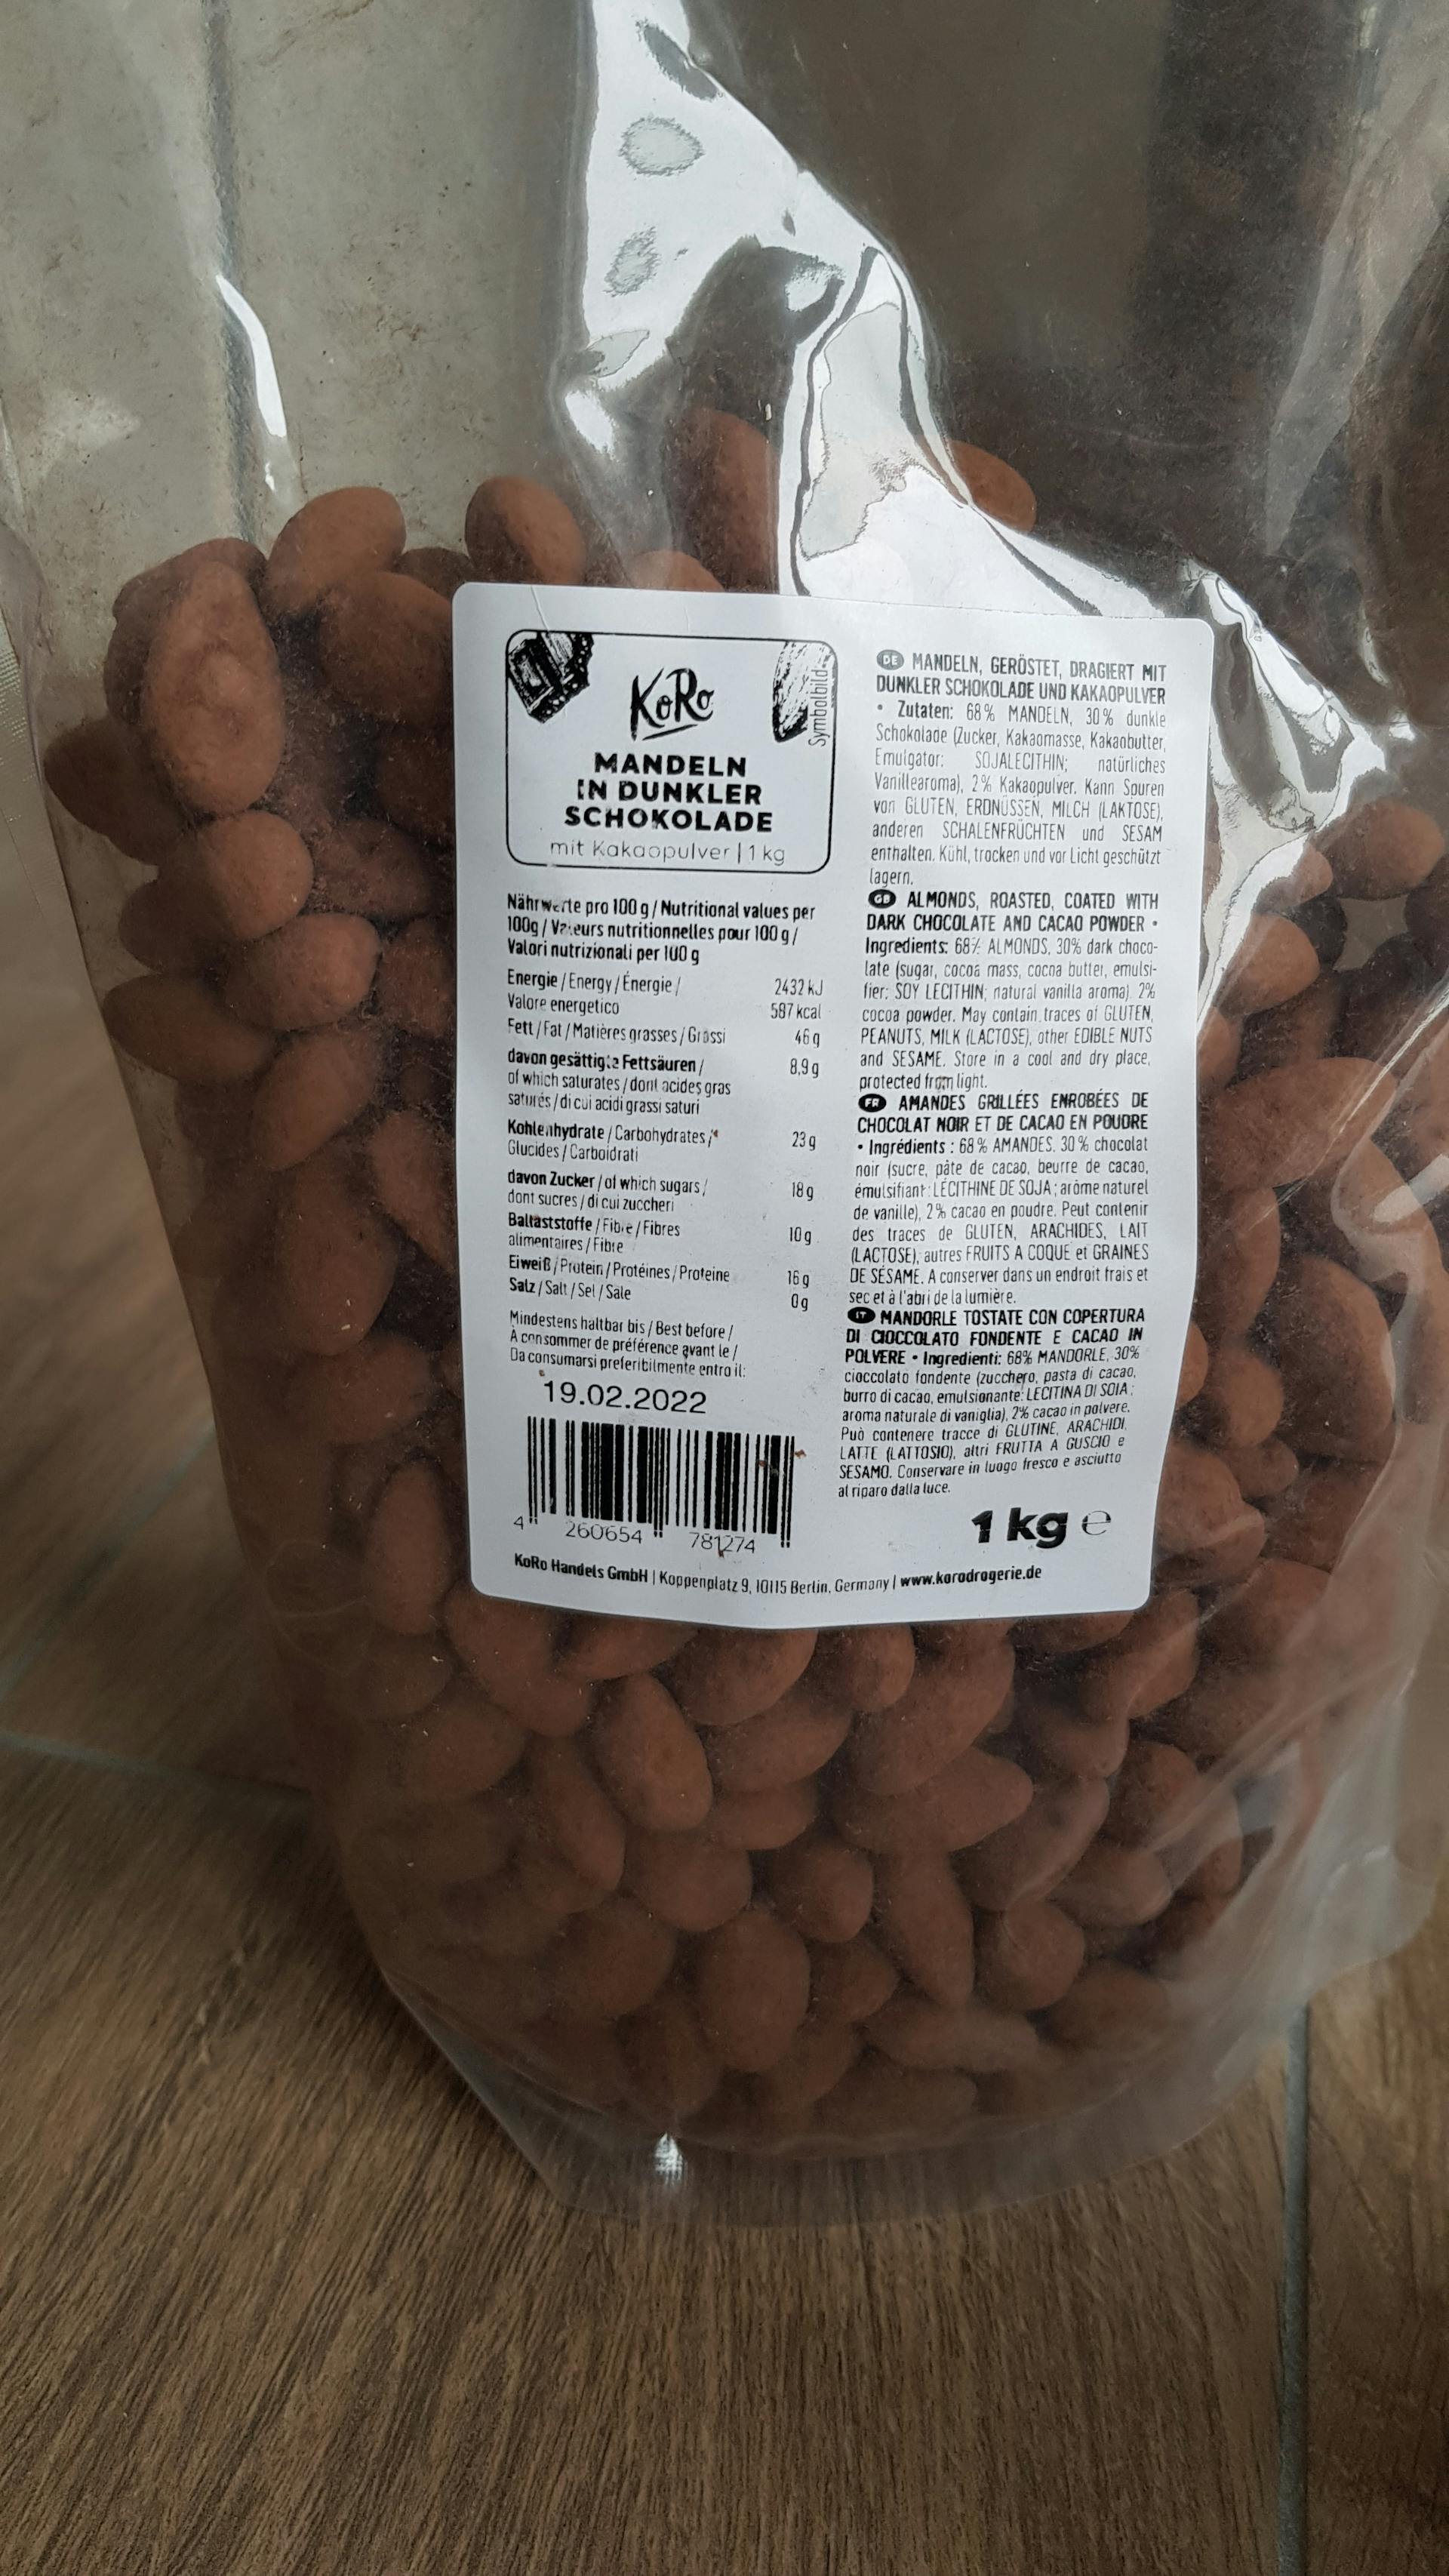 KoRo
Symbolbild
MANDELN
IN DUNKLER
SCHOKOLADE
mit Kakaopulver | 1 kg
Nährwerte pro 100 g / Nutritional values per
100g / Valeurs nutritionnelles pour 100 g /
Valori nutrizionali per 100 g
Energie / Energy / Énergie / 2432 kJ
Valore energetico 587 kcal
Fett / Fat / Matières grasses / Grassi 46 g
davon gesättigte Fettsäuren / 8,9 g
of which saturates / dont acides gras
saturés / di cui acidi grassi saturi
Kohlenhydrate / Carbohydrates / 23 g
Glucides / Carboidrati
davon Zucker / of which sugars / 18 g
dont sucres / di cui zuccheri
Ballaststoffe / Fibre / Fibres 10 g
alimentaires / Fibre
Eiweiß / Protein / Protéines / Proteine 16 g
Salz / Salt / Sel / Sale 0 g
Mindestens haltbar bis / Best before /
À consommer de préférence avant le /
Da consumarsi preferibilmente entro il:
19.02.2022
4 260654 781274
DE MANDELN, GERÖSTET, DRAGIERT MIT
DUNKLER SCHOKOLADE UND KAKAOPULVER
• Zutaten: 68 % MANDELN, 30 % dunkle
Schokolade (Zucker, Kakaomasse, Kakaobutter,
Emulgator: SOJALECITHIN; natürliches
Vanillearoma), 2 % Kakaopulver. Kann Spuren
von GLUTEN, ERDNÜSSEN, MILCH (LAKTOSE),
anderen SCHALENFRÜCHTEN und SESAM
enthalten. Kühl, trocken und vor Licht geschützt
lagern.
GB ALMONDS, ROASTED, COATED WITH
DARK CHOCOLATE AND CACAO POWDER •
Ingredients: 68% ALMONDS, 30% dark choco-
late (sugar, cocoa mass, cocoa butter, emulsi-
fier: SOY LECITHIN; natural vanilla aroma) 2%
cocoa powder. May contain traces of GLUTEN,
PEANUTS, MILK (LACTOSE), other EDIBLE NUTS
and SESAME. Store in a cool and dry place,
protected from light.
FR AMANDES GRILLÉES ENROBÉES DE
CHOCOLAT NOIR ET DE CACAO EN POUDRE
• Ingrédients : 68 % AMANDES, 30 % chocolat
noir (sucre, pâte de cacao, beurre de cacao,
émulsifiant : LÉCITHINE DE SOJA ; arôme naturel
de vanille), 2 % cacao en poudre. Peut contenir
des traces de GLUTEN, ARACHIDES, LAIT
(LACTOSE), autres FRUITS A COQUE et GRAINES
DE SÉSAME. A conserver dans un endroit frais et
sec et à l'abri de la lumière.
IT MANDORLE TOSTATE CON COPERTURA
DI CIOCCOLATO FONDENTE E CACAO IN
POLVERE • Ingredienti: 68% MANDORLE, 30%
cioccolato fondente (zucchero, pasta di cacao,
burro di cacao, emulsionante: LECITINA DI SOIA ;
aroma naturale di vaniglia), 2% cacao in polvere.
Può contenere tracce di GLUTINE, ARACHIDI,
LATTE (LATTOSIO), altri FRUTTA A GUSCIO e
SESAMO. Conservare in luogo fresco e asciutto
al riparo dalla luce.
1 kg e
KoRo Handels GmbH | Koppenplatz 9, 10115 Berlin, Germany | www.korodrogerie.de